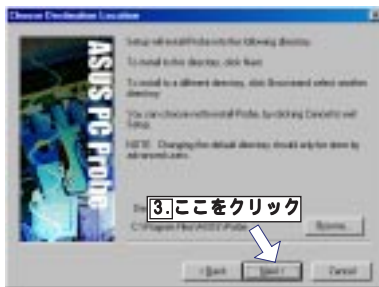 Choose Destination Location
ASUS PC Probe
Setup will install Probe into the following directory.
To install to this directory, click Next.
To install to a different directory, click Browse and select another
directory.
You can choose not to install Probe, by clicking Cancel to exit
Setup.
NOTE: Changing the default directory should only be done by
advanced users.
3.ここをクリック
C:\Program Files\ASUS\Probe
Browse...
< Back
Next >
Cancel